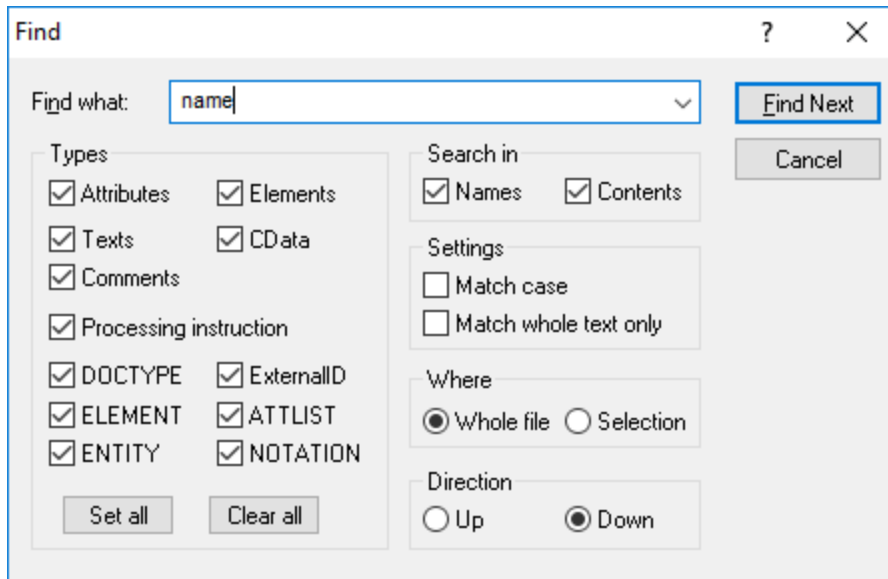 Find ?
Find what: name Find Next
Cancel
Types
Attributes Elements
Texts CData
Comments
Processing instruction
DOCTYPE ExternalID
ELEMENT ATTLIST
ENTITY NOTATION
Set all Clear all
Search in
Names Contents
Settings
Match case
Match whole text only
Where
Whole file Selection
Direction
Up Down